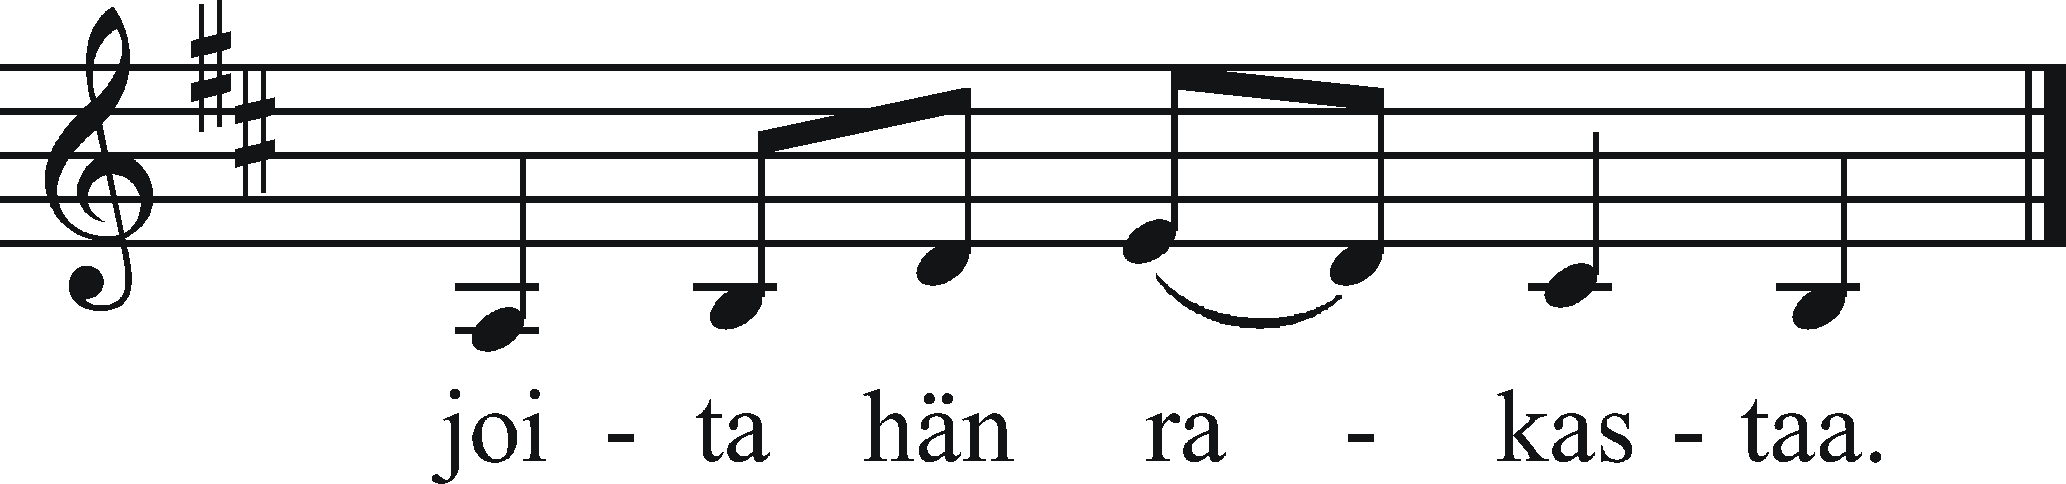 joi - ta hän ra - kas - taa.